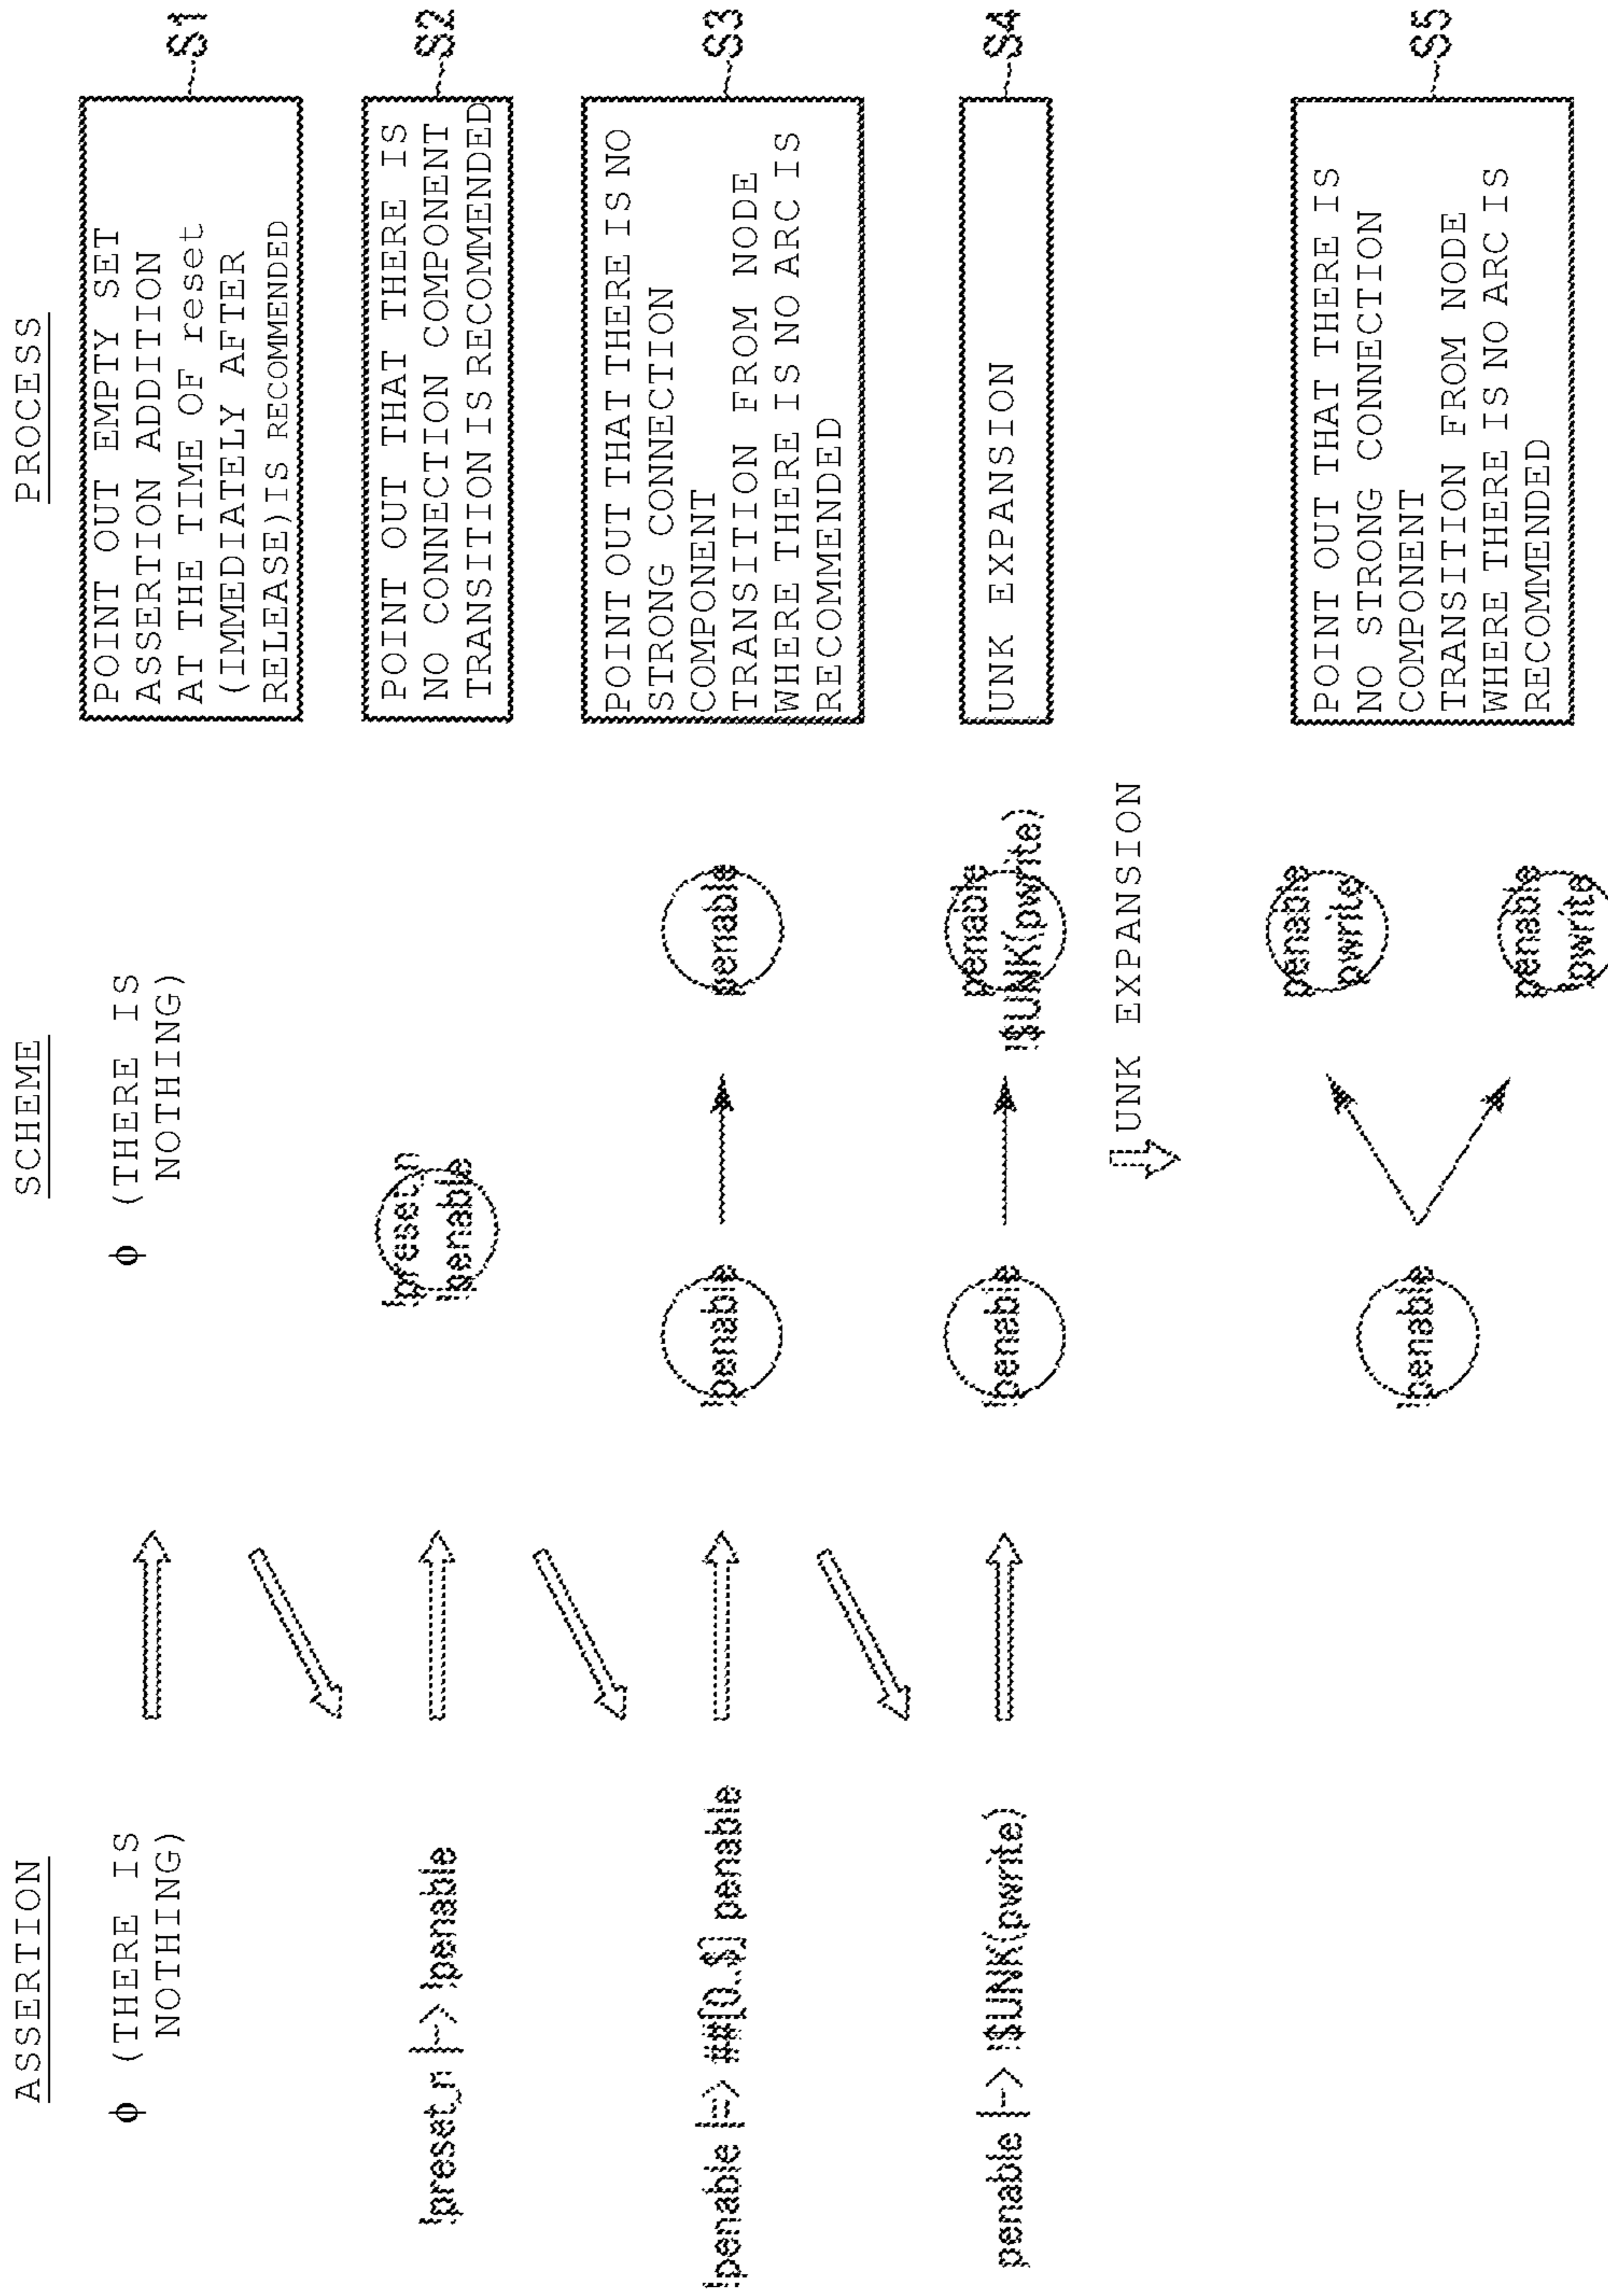 ASSERTION
SCHEME
PROCESS
ϕ (THERE IS
NOTHING)
ϕ (THERE IS
NOTHING)
POINT OUT EMPTY SET
ASSERTION ADDITION
AT THE TIME OF reset
(IMMEDIATELY AFTER
RELEASE) IS RECOMMENDED
S1
!preset_n |-> !penable
!preset_n
!penable
POINT OUT THAT THERE IS
NO CONNECTION COMPONENT
TRANSITION IS RECOMMENDED
S2
!penable |=> ##[0..$] penable
!penable
penable
POINT OUT THAT THERE IS NO
STRONG CONNECTION
COMPONENT
TRANSITION FROM NODE
WHERE THERE IS NO ARC IS
RECOMMENDED
S3
penable |-> !$UNK(pwrite)
!penable
penable
!$UNK(pwrite)
UNK EXPANSION
S4
UNK EXPANSION
!penable
penable
pwrite
penable
!pwrite
POINT OUT THAT THERE IS
NO STRONG CONNECTION
COMPONENT
TRANSITION FROM NODE
WHERE THERE IS NO ARC IS
RECOMMENDED
S5